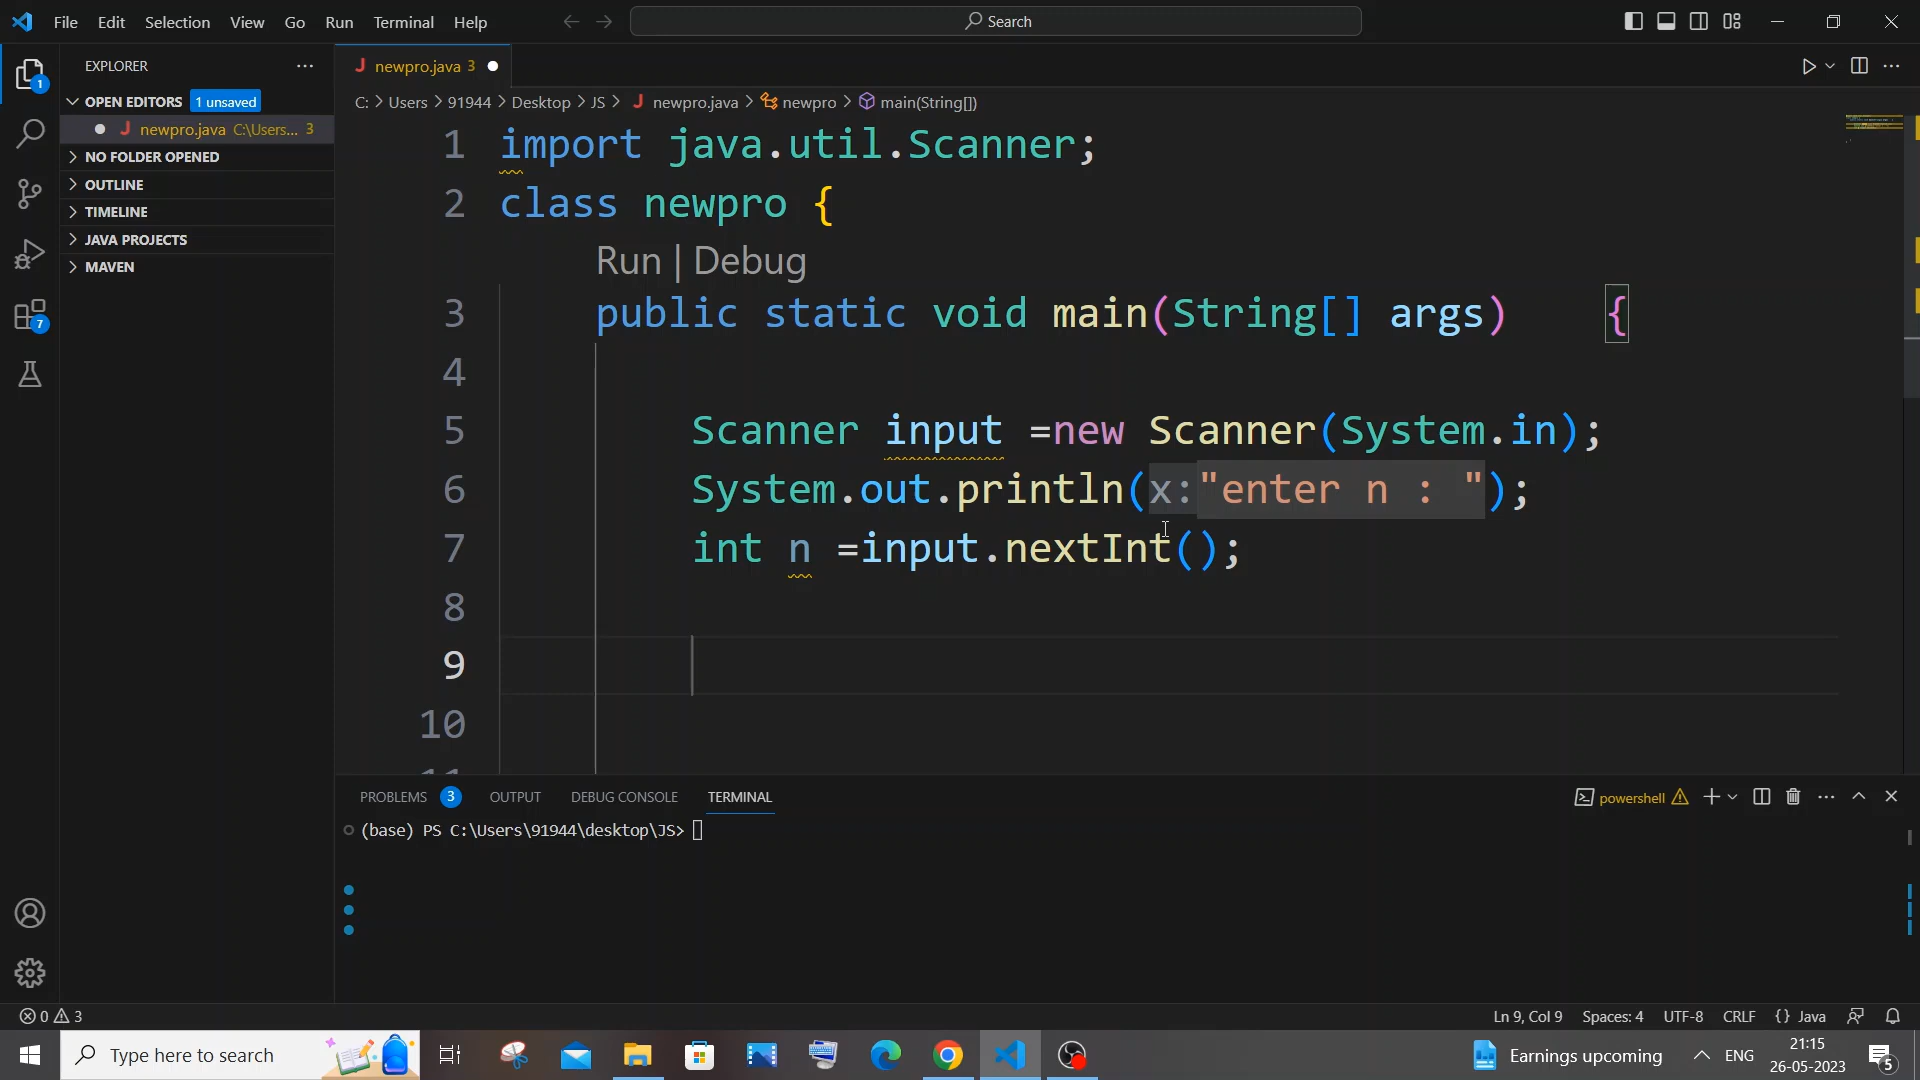 File Edit Selection View Go Run Terminal Help
Search
EXPLORER
newpro.java 3
OPEN EDITORS 1 unsaved
newpro.java C:\Users... 3
NO FOLDER OPENED
OUTLINE
TIMELINE
JAVA PROJECTS
MAVEN
1
7
C: > Users > 91944 > Desktop > JS > newpro.java > newpro > main(String[])
1 import java.util.Scanner;
2 class newpro {
Run | Debug
3 public static void main(String[] args) {
4
5 Scanner input =new Scanner(System.in);
6 System.out.println(x:"enter n : ");
7 int n =input.nextInt();
8
9
10
PROBLEMS 3 OUTPUT DEBUG CONSOLE TERMINAL
powershell
(base) PS C:\Users\91944\desktop\JS>
0 3
Ln 9, Col 9 Spaces: 4 UTF-8 CRLF {} Java
Type here to search
Earnings upcoming
ENG
21:15
26-05-2023
5